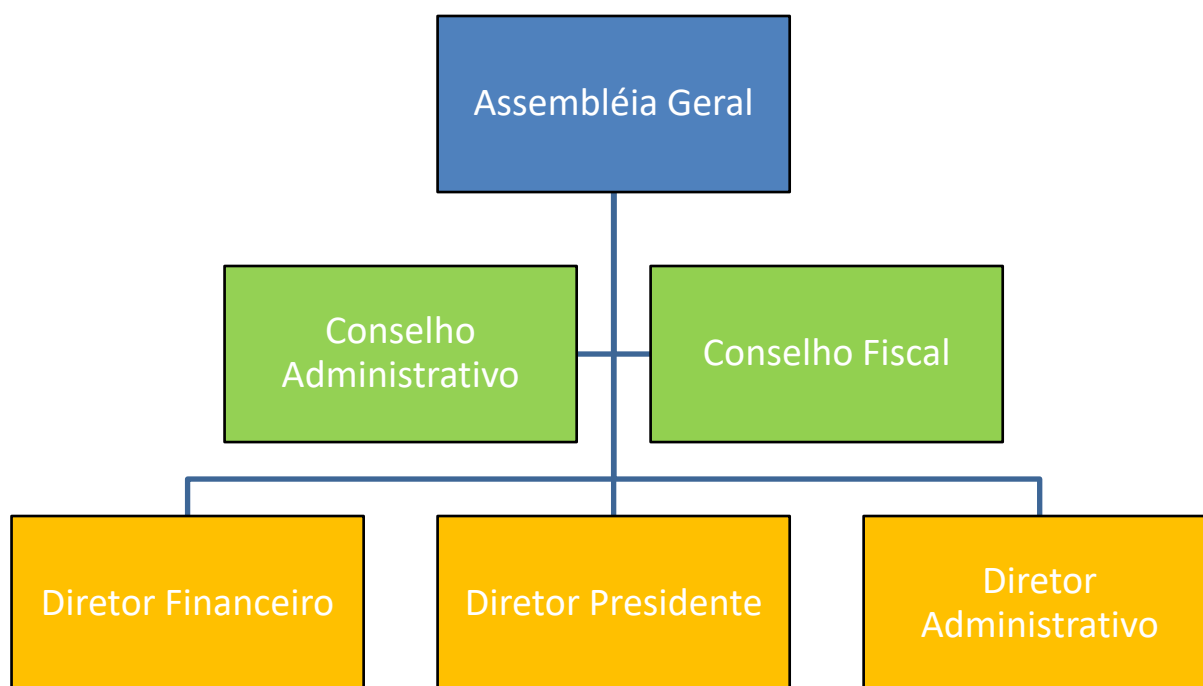 Assembléia Geral
Conselho
Administrativo
Conselho Fiscal
Diretor Financeiro
Diretor Presidente
Diretor
Administrativo